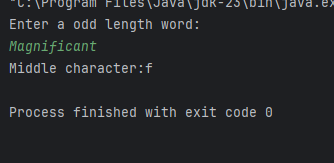 "C:\Program Files\Java\jdk-23\bin\java.ex
Enter a odd length word:
Magnificant
Middle character:f
Process finished with exit code 0